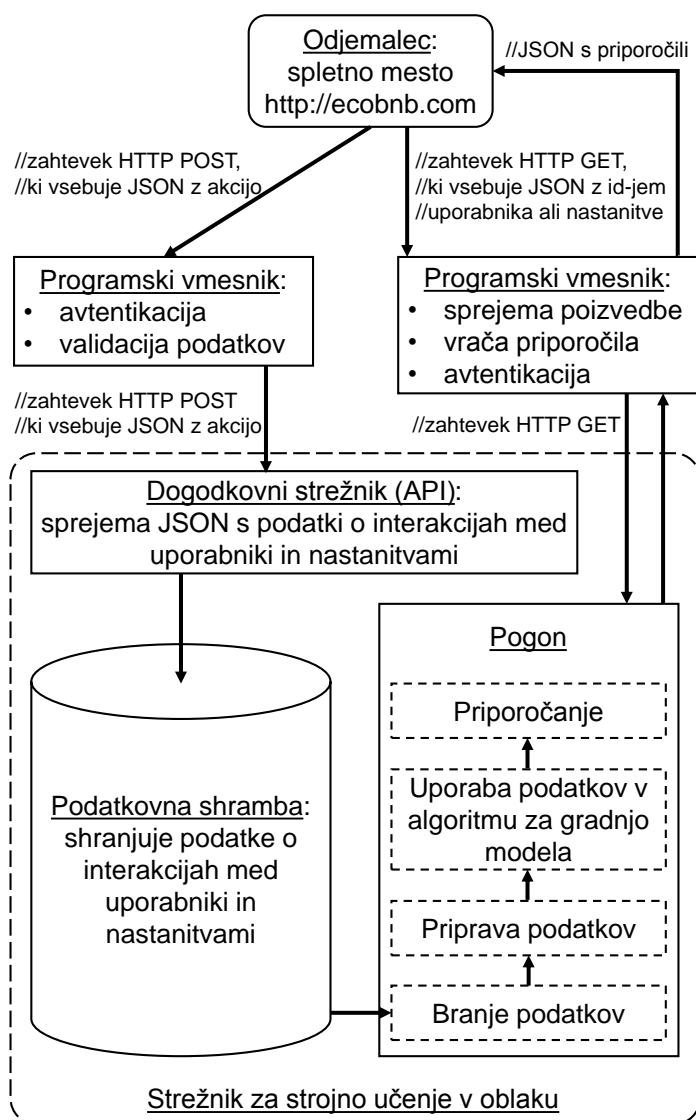 Odjemalec:
spletno mesto
http://ecobnb.com
//JSON s priporočili
//zahtevek HTTP POST,
//ki vsebuje JSON z akcijo
//zahtevek HTTP GET,
//ki vsebuje JSON z id-jem
//uporabnika ali nastanitve
Programski vmesnik:
• avtentikacija
• validacija podatkov
Programski vmesnik:
• sprejema poizvedbe
• vrača priporočila
• avtentikacija
//zahtevek HTTP POST
//ki vsebuje JSON z akcijo
//zahtevek HTTP GET
Dogodkovni strežnik (API):
sprejema JSON s podatki o interakcijah med
uporabniki in nastanitvami
Podatkovna shramba:
shranjuje podatke o
interakcijah med
uporabniki in
nastanitvami
Pogon
Priporočanje
Uporaba podatkov v
algoritmu za gradnjo
modela
Priprava podatkov
Branje podatkov
Strežnik za strojno učenje v oblaku